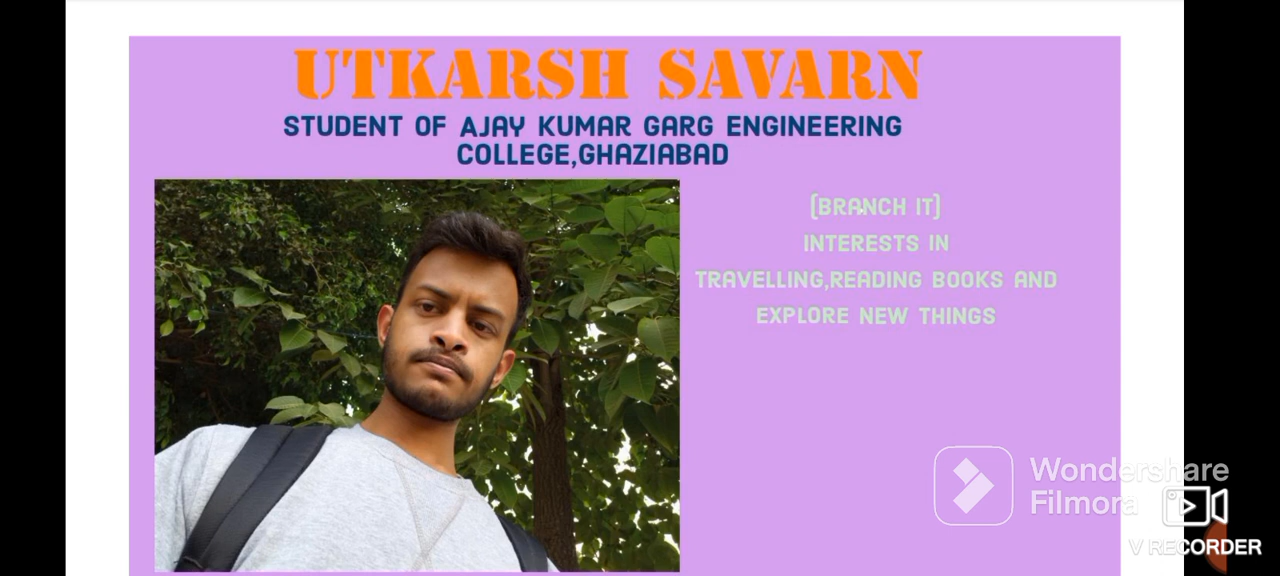 UTKARSH SAVARN
STUDENT OF AJAY KUMAR GARG ENGINEERING
COLLEGE,GHAZIABAD
(BRANCH IT)
INTERESTS IN
TRAVELLING,READING BOOKS AND
EXPLORE NEW THINGS
Wondershare
Filmora
V RECORDER